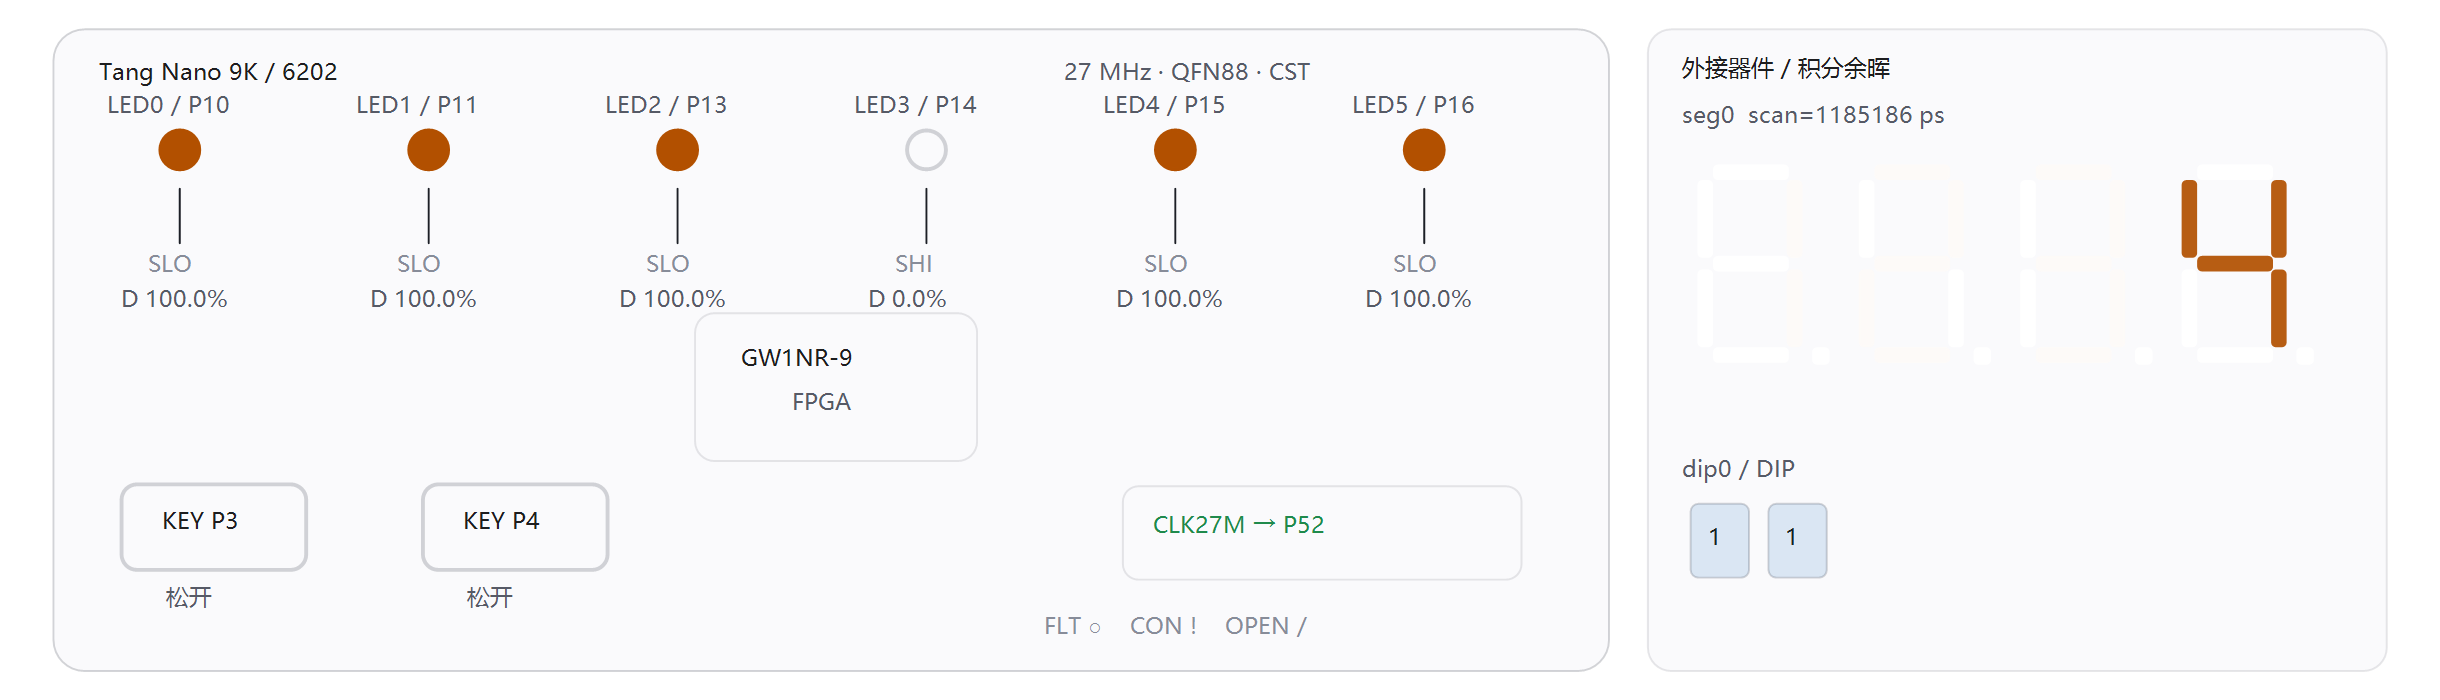 Tang Nano 9K / 6202
27 MHz · QFN88 · CST
LED0 / P10
LED1 / P11
LED2 / P13
LED3 / P14
LED4 / P15
LED5 / P16
SLO
SLO
SLO
SHI
SLO
SLO
D 100.0%
D 100.0%
D 100.0%
D 0.0%
D 100.0%
D 100.0%
GW1NR-9
FPGA
KEY P3
KEY P4
CLK27M → P52
松开
松开
FLT ○ CON ! OPEN /
外接器件 / 积分余晖
seg0 scan=1185186 ps
4
dip0 / DIP
1 1